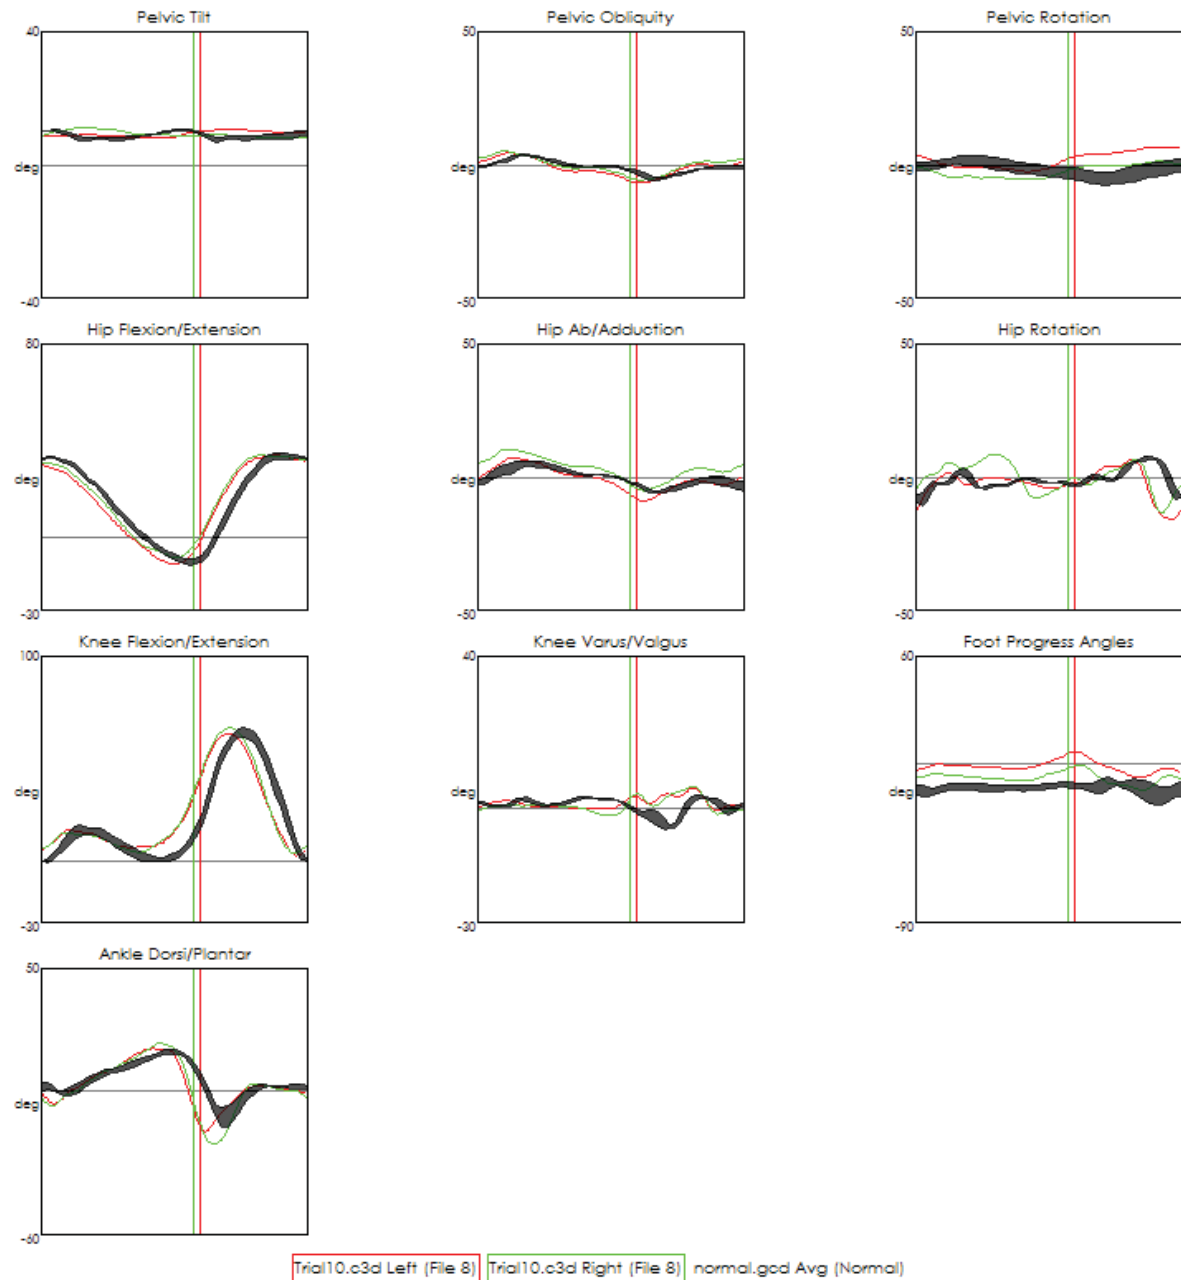 Pelvic Tilt Pelvic Obliquity Pelvic Rotation
40 50 50
deg deg deg
-40 -50 -50
Hip Flexion/Extension Hip Ab/Adduction Hip Rotation
80 50 50
deg deg deg
-30 -50 -50
Knee Flexion/Extension Knee Varus/Valgus Foot Progress Angles
100 40 60
deg deg deg
-30 -30 -90
Ankle Dorsi/Plantar
50
deg
-60
Trial10.c3d Left (File 8) Trial10.c3d Right (File 8) normal.gcd Avg (Normal)